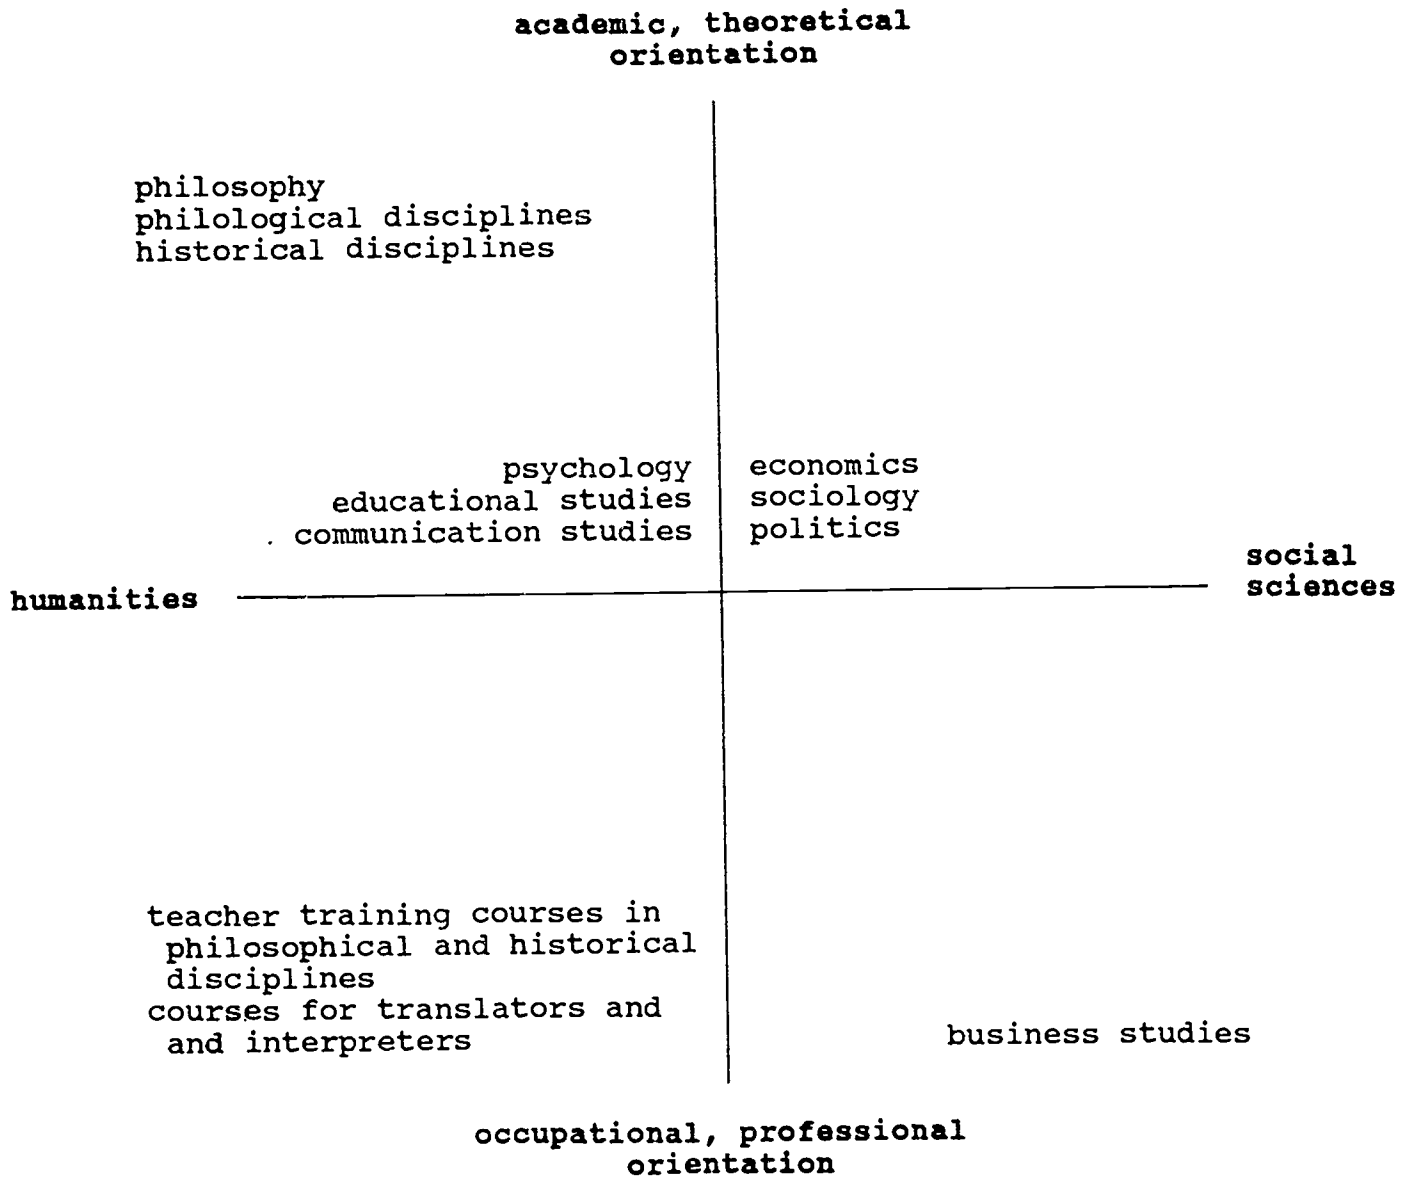 academic, theoretical
orientation
philosophy
philological disciplines
historical disciplines
psychology
educational studies
communication studies
economics
sociology
politics
humanities
social
sciences
teacher training courses in
philosophical and historical
disciplines
courses for translators and
and interpreters
business studies
occupational, professional
orientation